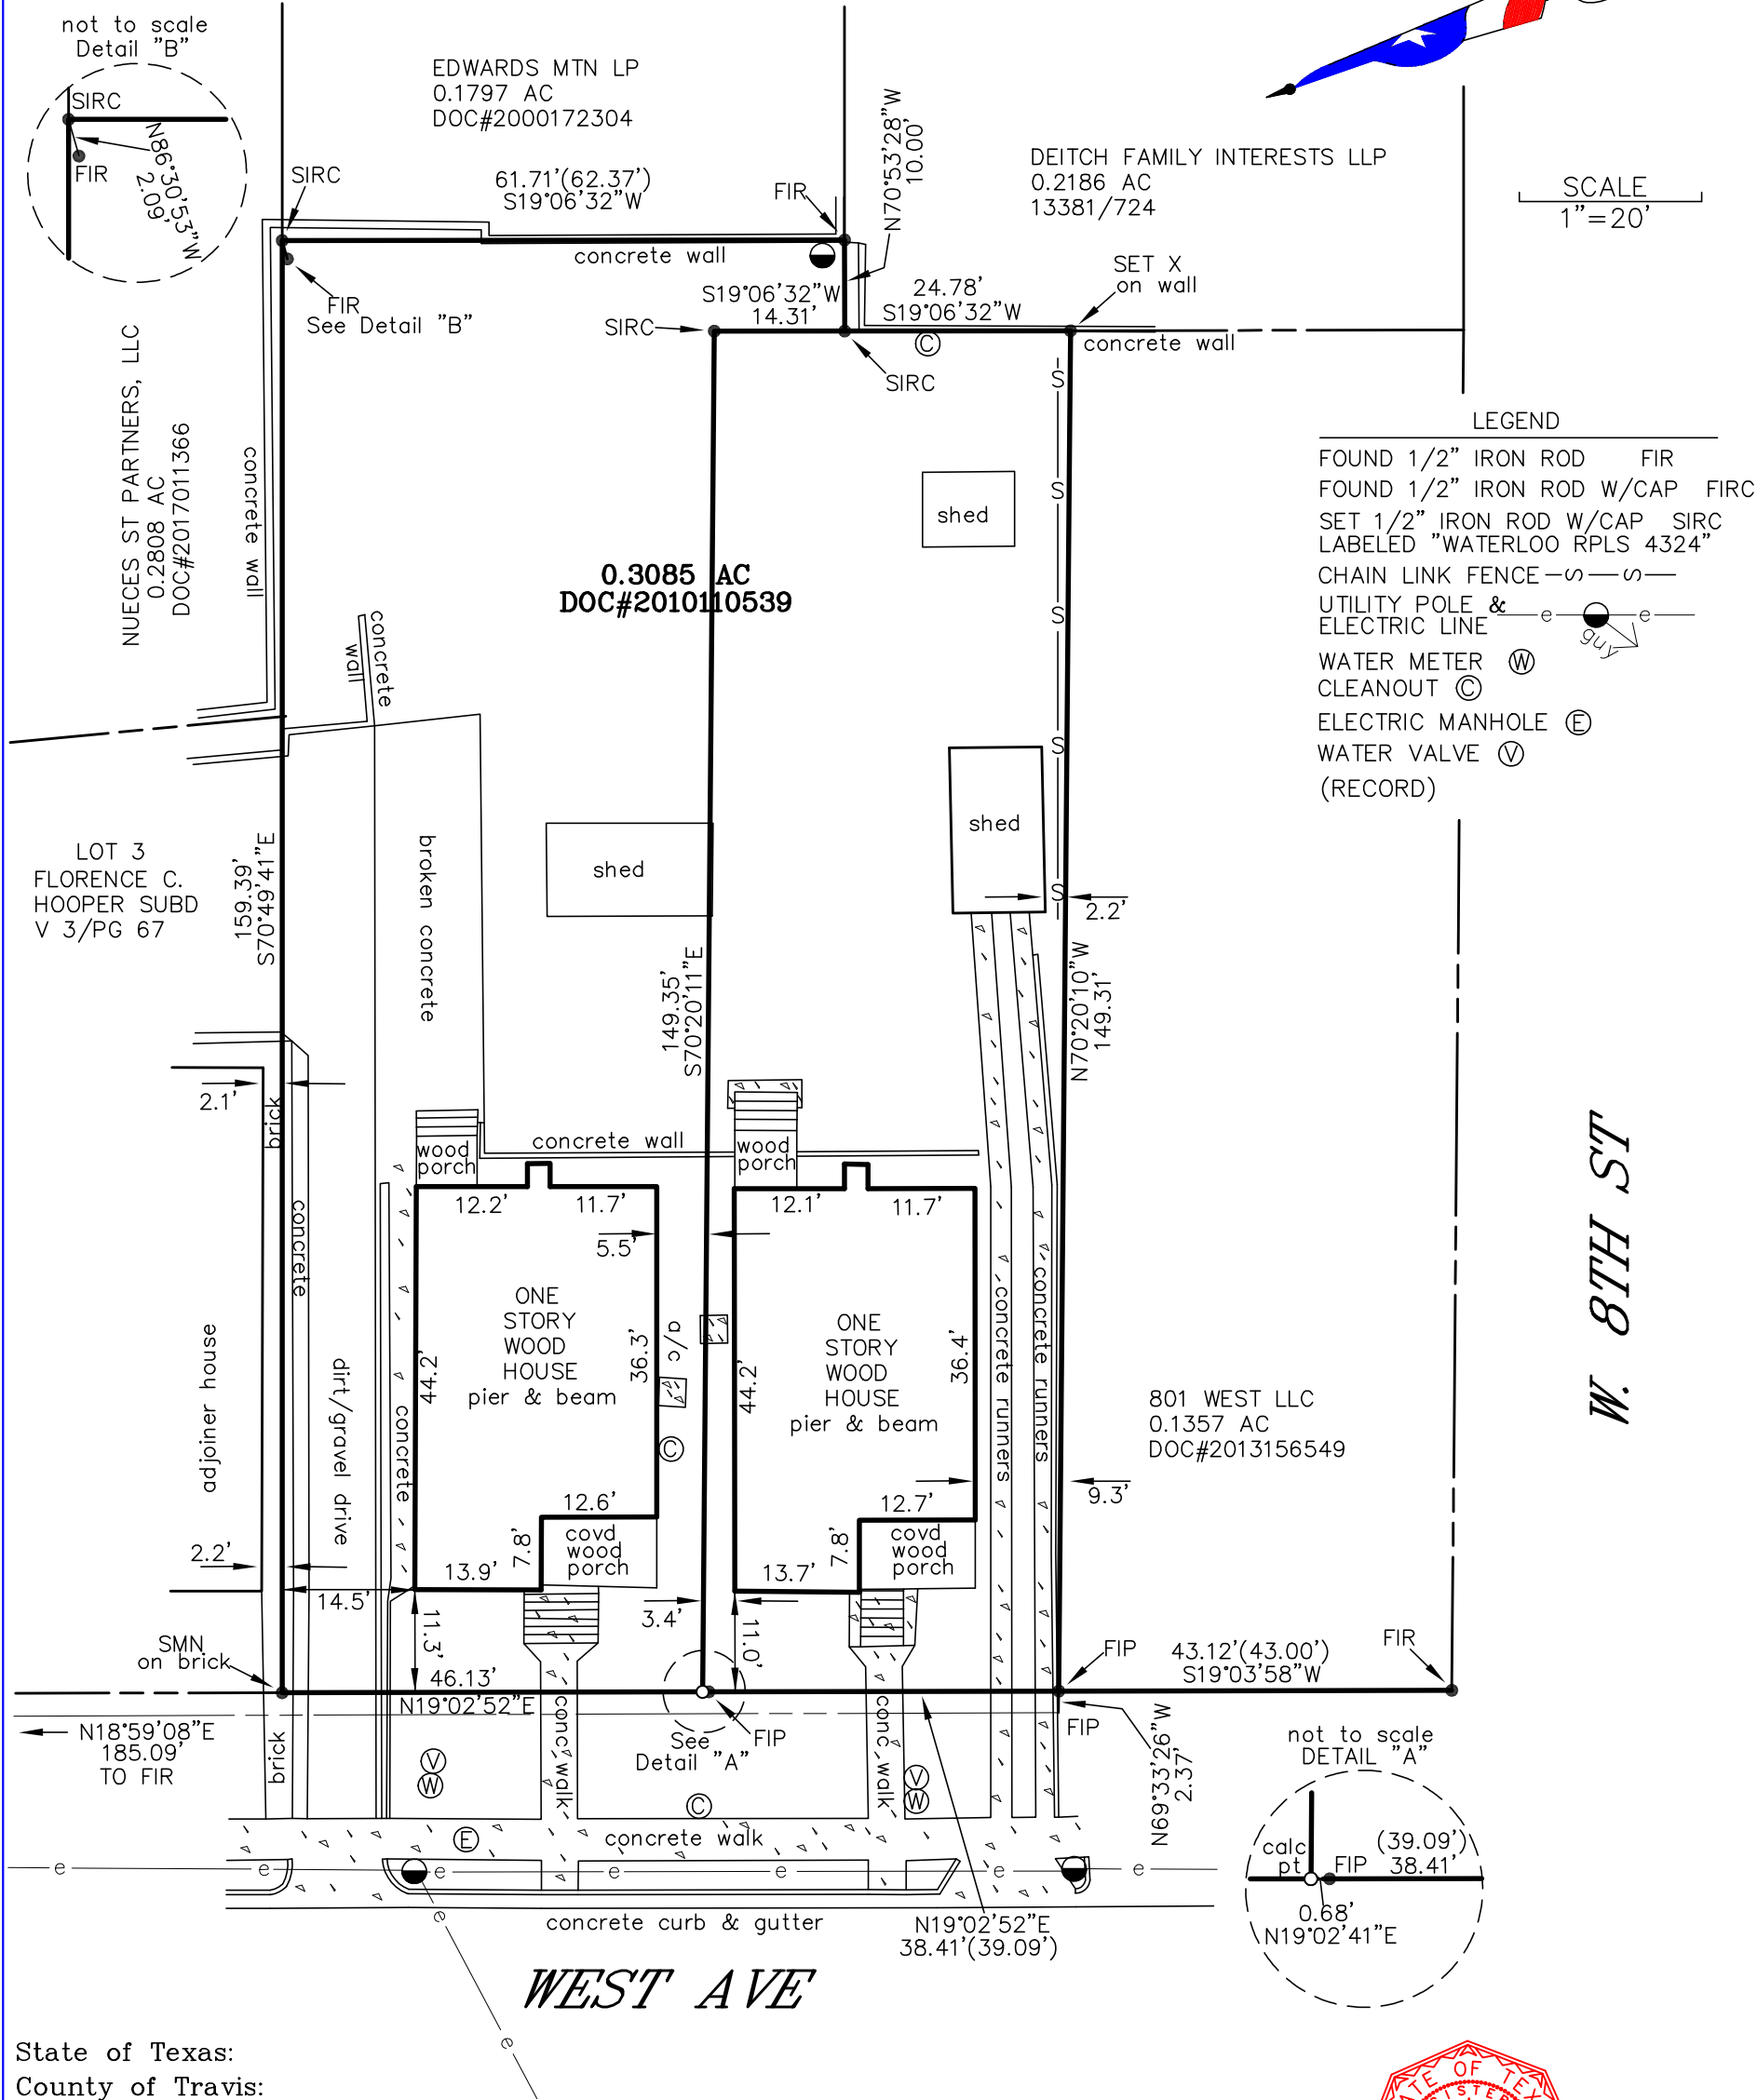 not to scale
Detail "B"
SIRC
FIR
N86°30'53"W
2.09'
EDWARDS MTN LP
0.1797 AC
DOC#2000172304
SIRC
61.71'(62.37')
S19°06'32"W
FIR
N70°53'28"W
10.00'
DEITCH FAMILY INTERESTS LLP
0.2186 AC
13381/724
SCALE
1"=20'
concrete wall
FIR
See Detail "B"
S19°06'32"W
14.31'
24.78'
S19°06'32"W
SET X
on wall
SIRC
SIRC
C
concrete wall
NUECES ST PARTNERS, LLC
0.2808 AC
DOC#2017011366
concrete wall
S
S
S
S
S
shed
0.3085 AC
DOC#2010110539
concrete
wall
LEGEND
FOUND 1/2" IRON ROD FIR
FOUND 1/2" IRON ROD W/CAP FIRC
SET 1/2" IRON ROD W/CAP SIRC
LABELED "WATERLOO RPLS 4324"
CHAIN LINK FENCE —S—S—
UTILITY POLE &
ELECTRIC LINE e e
guy
WATER METER W
CLEANOUT C
ELECTRIC MANHOLE E
WATER VALVE V
(RECORD)
LOT 3
FLORENCE C.
HOOPER SUBD
V 3/PG 67
159.39'
S70°49'41"E
broken concrete
shed
shed
2.2'
149.35'
S70°20'11"E
N70°20'10"W
149.31'
W. 8TH ST
2.1'
brick
concrete
wood
porch
concrete wall
wood
porch
12.2'
11.7'
5.5'
12.1'
11.7'
ONE
STORY
WOOD
HOUSE
pier & beam
44.2'
36.3'
a/c
C
ONE
STORY
WOOD
HOUSE
pier & beam
44.2'
36.4'
concrete runners
concrete runners
adjoiner house
dirt/gravel drive
concrete
801 WEST LLC
0.1357 AC
DOC#2013156549
9.3'
12.6'
7.8'
covd
wood
porch
13.9'
12.7'
7.8'
covd
wood
porch
13.7'
2.2'
14.5'
11.3'
3.4'
11.0'
SMN
on brick
46.13'
N19°02'52"E
FIP
43.12'(43.00')
S19°03'58"W
FIR
N18°59'08"E
185.09'
TO FIR
brick
V
W
conc walk
See
Detail "A"
FIP
C
conc walk
V
W
FIP
N69°33'26"W
2.37'
not to scale
DETAIL "A"
calc
pt
FIP
(39.09')
38.41'
0.68'
N19°02'41"E
E
concrete walk
e
e
e
e
e
e
e
e
e
concrete curb & gutter
N19°02'52"E
38.41'(39.09')
WEST AVE
State of Texas:
County of Travis: